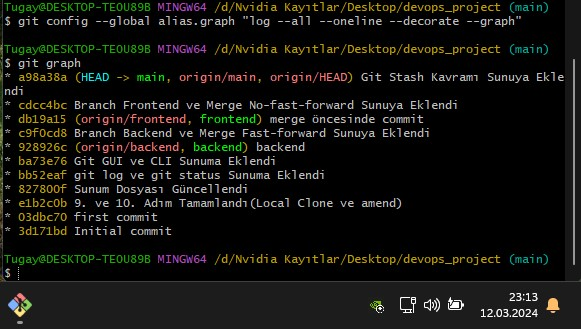 Tugay@DESKTOP-TEOU89B MINGW64 /d/Nvidia Kayıtlar/Desktop/devops_project (main)
$ git config --global alias.graph "log --all --oneline --decorate --graph"
Tugay@DESKTOP-TEOU89B MINGW64 /d/Nvidia Kayıtlar/Desktop/devops_project (main)
$ git graph
* a98a38a (HEAD -> main, origin/main, origin/HEAD) Git Stash Kavramı Sunuya Ekle
ndi
* cdcc4bc Branch Frontend ve Merge No-fast-forward Sunuya Eklendi
* db19a15 (origin/frontend, frontend) merge öncesinde commit
* c9f0cd8 Branch Backend ve Merge Fast-forward Sunuya Eklendi
* 928926c (origin/backend, backend) backend
* ba73e76 Git GUI ve CLI Sunuma Eklendi
* bb52eaf git log ve git status Sunuma Eklendi
* 827800f Sunum Dosyası Güncellendi
* e1b2c0b 9. ve 10. Adım Tamamlandı(Local Clone ve amend)
* 03dbc70 first commit
* 3d171bd Initial commit
Tugay@DESKTOP-TEOU89B MINGW64 /d/Nvidia Kayıtlar/Desktop/devops_project (main)
$
23:13
12.03.2024